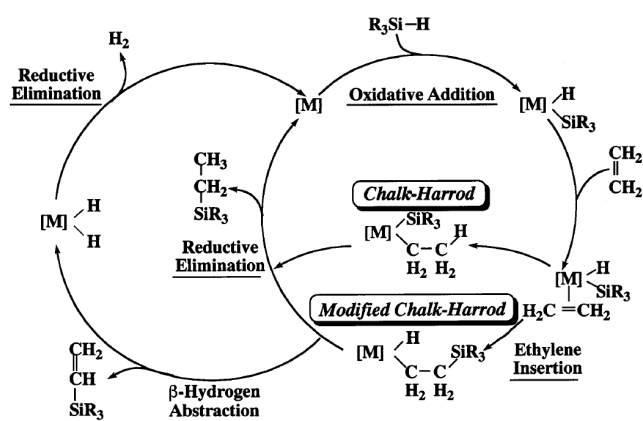 R₃Si–H
H₂
Reductive
Elimination
[M]
Oxidative Addition
[M]
H
SiR₃
CH₃
CH₂
SiR₃
CH₂
CH₂
Chalk-Harrod
[M]
H
H
SiR₃
[M]
H
C–C
H₂ H₂
Reductive
Elimination
[M]
H
SiR₃
H₂C=CH₂
Modified Chalk-Harrod
[M]
H
SiR₃
C–C
H₂ H₂
Ethylene
Insertion
CH₂
CH
SiR₃
β-Hydrogen
Abstraction